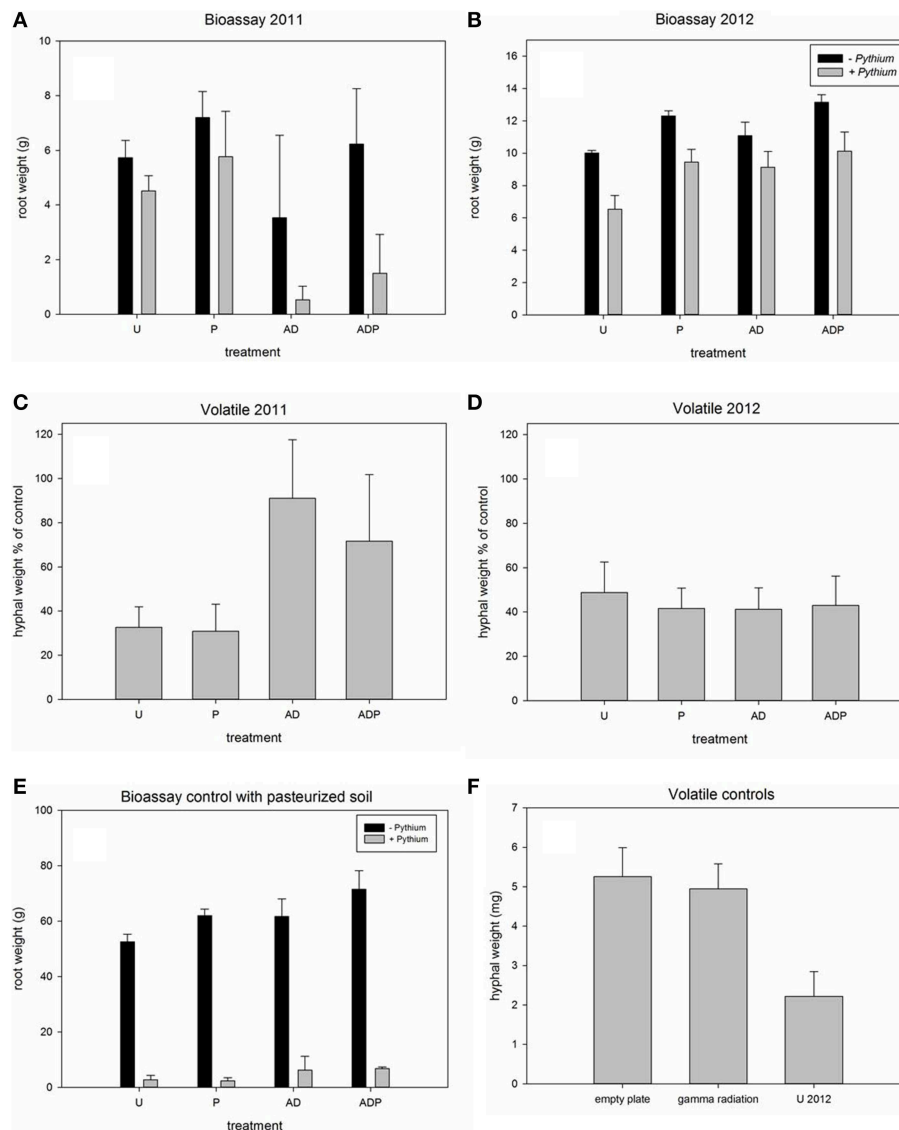 A
Bioassay 2011
10
8
6
4
2
0
root weight (g)
U P AD ADP
treatment
B
Bioassay 2012
- Pythium
+ Pythium
16
14
12
10
8
6
4
2
0
root weight (g)
U P AD ADP
treatment
C
Volatile 2011
120
100
80
60
40
20
0
hyphal weight % of control
U P AD ADP
treatment
D
Volatile 2012
120
100
80
60
40
20
0
hyphal weight % of control
U P AD ADP
treatment
E
Bioassay control with pasteurized soil
- Pythium
+ Pythium
100
80
60
40
20
0
root weight (g)
U P AD ADP
treatment
F
Volatile controls
7
6
5
4
3
2
1
0
hyphal weight (mg)
empty plate gamma radiation U 2012